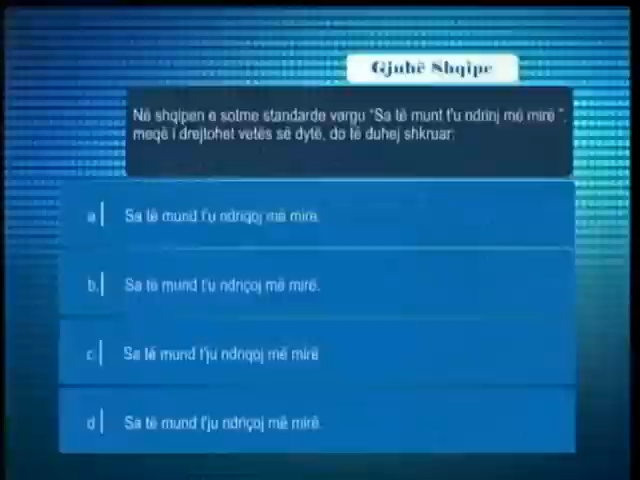 Gjuhë Shqipe
Në shqipen e sotme standarde vargu "Sa të munt t'u ndrinj më mirë ",
meqë i drejtohet vetës së dytë, do të duhej shkruar:
a Sa të mund t'u ndriqoj më mirë.
b. Sa të mund t'u ndriçoj më mirë.
c Sa të mund t'ju ndriqoj më mirë
d Sa të mund t'ju ndriçoj më mirë.